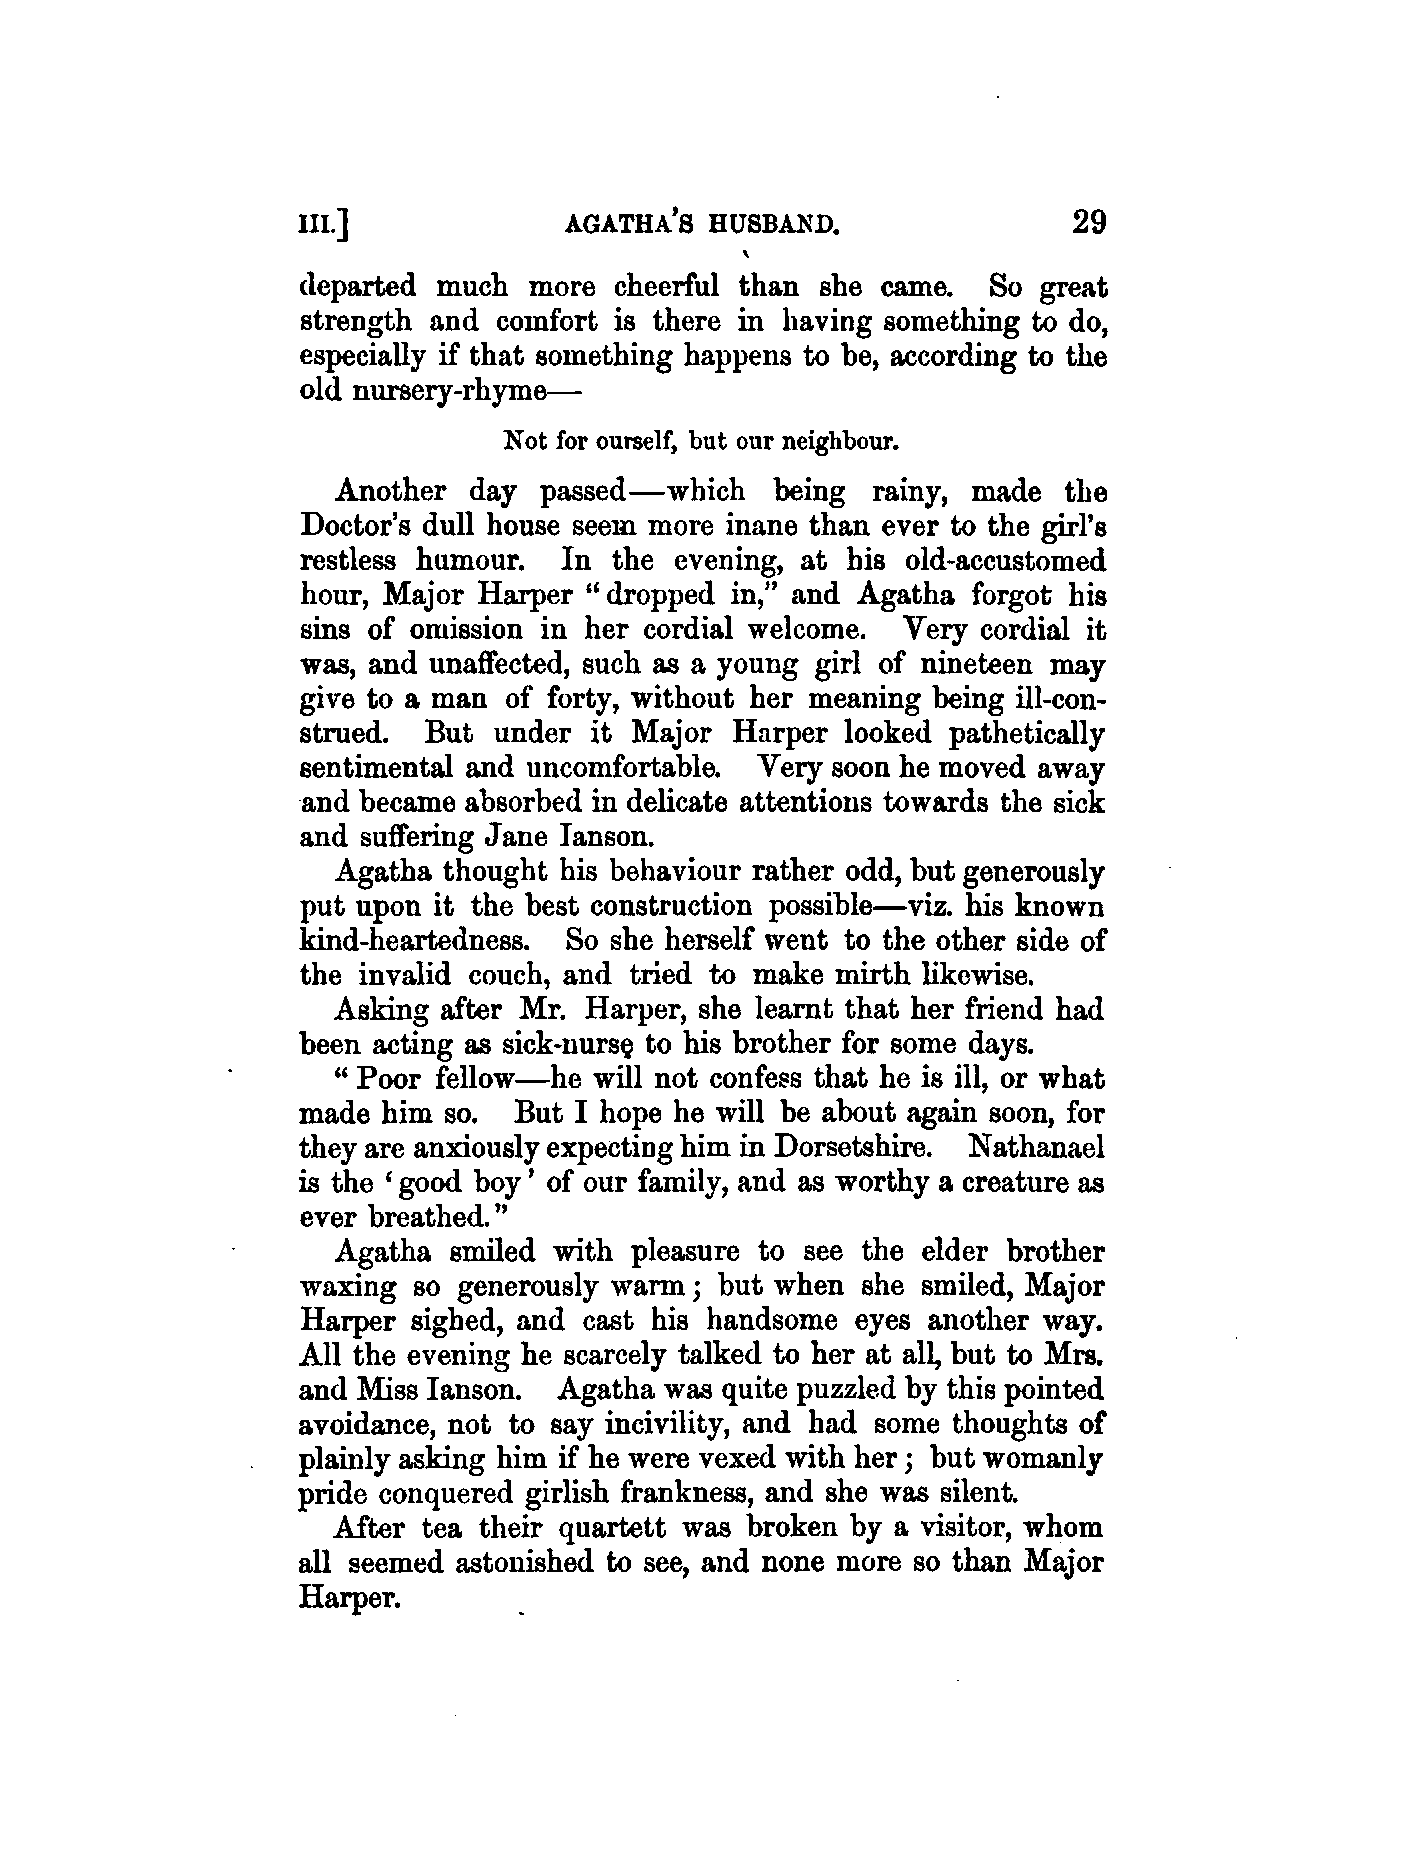 III.] AGATHA'S HUSBAND. 29
departed much more cheerful than she came. So great
strength and comfort is there in having something to do,
especially if that something happens to be, according to the
old nursery-rhyme—
Not for ourself, but our neighbour.
Another day passed—which being rainy, made the
Doctor's dull house seem more inane than ever to the girl's
restless humour. In the evening, at his old-accustomed
hour, Major Harper "dropped in," and Agatha forgot his
sins of omission in her cordial welcome. Very cordial it
was, and unaffected, such as a young girl of nineteen may
give to a man of forty, without her meaning being ill-con-
strued. But under it Major Harper looked pathetically
sentimental and uncomfortable. Very soon he moved away
and became absorbed in delicate attentions towards the sick
and suffering Jane Ianson.
Agatha thought his behaviour rather odd, but generously
put upon it the best construction possible—viz. his known
kind-heartedness. So she herself went to the other side of
the invalid couch, and tried to make mirth likewise.
Asking after Mr. Harper, she learnt that her friend had
been acting as sick-nurse to his brother for some days.
"Poor fellow—he will not confess that he is ill, or what
made him so. But I hope he will be about again soon, for
they are anxiously expecting him in Dorsetshire. Nathanael
is the 'good boy' of our family, and as worthy a creature as
ever breathed."
Agatha smiled with pleasure to see the elder brother
waxing so generously warm; but when she smiled, Major
Harper sighed, and cast his handsome eyes another way.
All the evening he scarcely talked to her at all, but to Mrs.
and Miss Ianson. Agatha was quite puzzled by this pointed
avoidance, not to say incivility, and had some thoughts of
plainly asking him if he were vexed with her; but womanly
pride conquered girlish frankness, and she was silent.
After tea their quartett was broken by a visitor, whom
all seemed astonished to see, and none more so than Major
Harper.